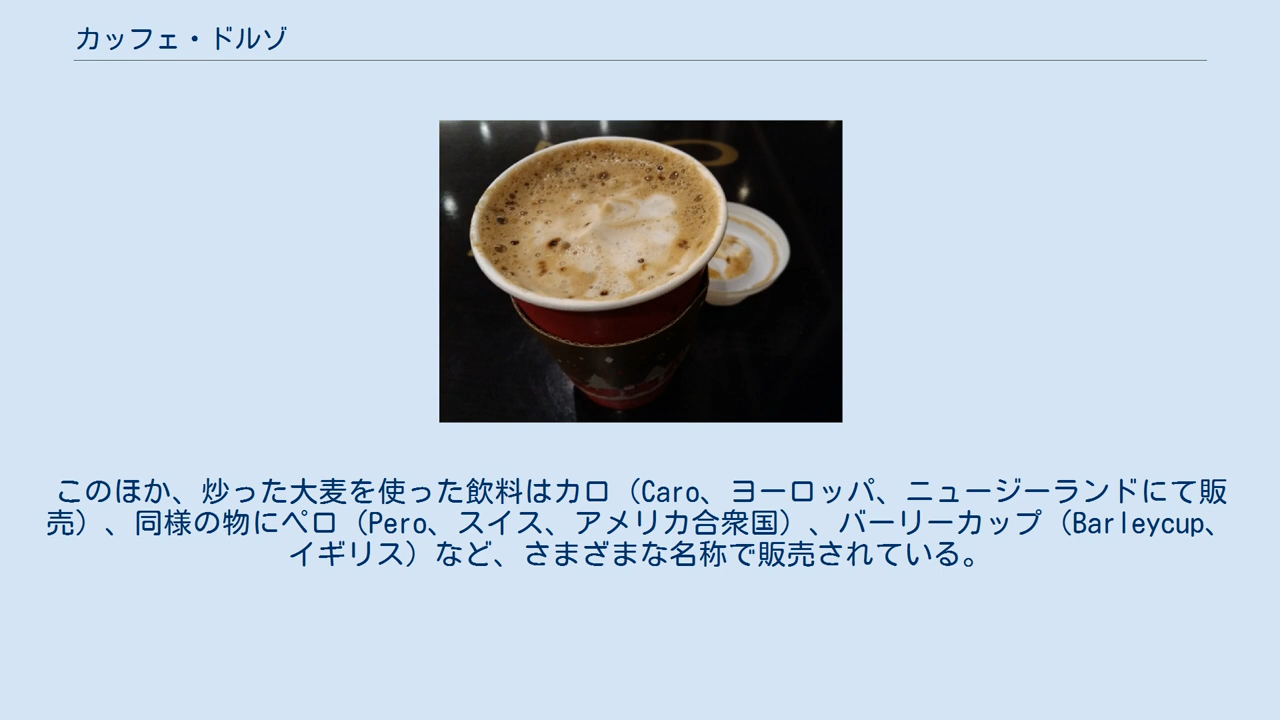 カッフェ・ドルゾ
このほか、炒った大麦を使った飲料はカロ（Caro、ヨーロッパ、ニュージーランドにて販
売）、同様の物にペロ（Pero、スイス、アメリカ合衆国）、バーリーカップ（Barleycup、
イギリス）など、さまざまな名称で販売されている。